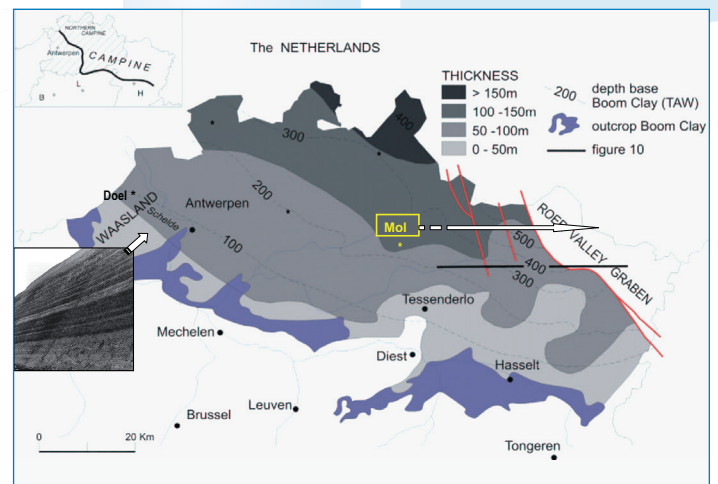 NORTHERN
CAMPINE
Antwerpen
CAMPINE
B
L
H
The NETHERLANDS
THICKNESS
> 150m
100 -150m
50 -100m
0 - 50m
200
depth base
Boom Clay (TAW)
outcrop Boom Clay
figure 10
400
300
200
100
Doel
WAASLAND
Schelde
Antwerpen
Mol
ROER VALLEY GRABEN
500
400
300
Tessenderlo
Mechelen
Diest
Hasselt
Leuven
Brussel
Tongeren
0 20 Km